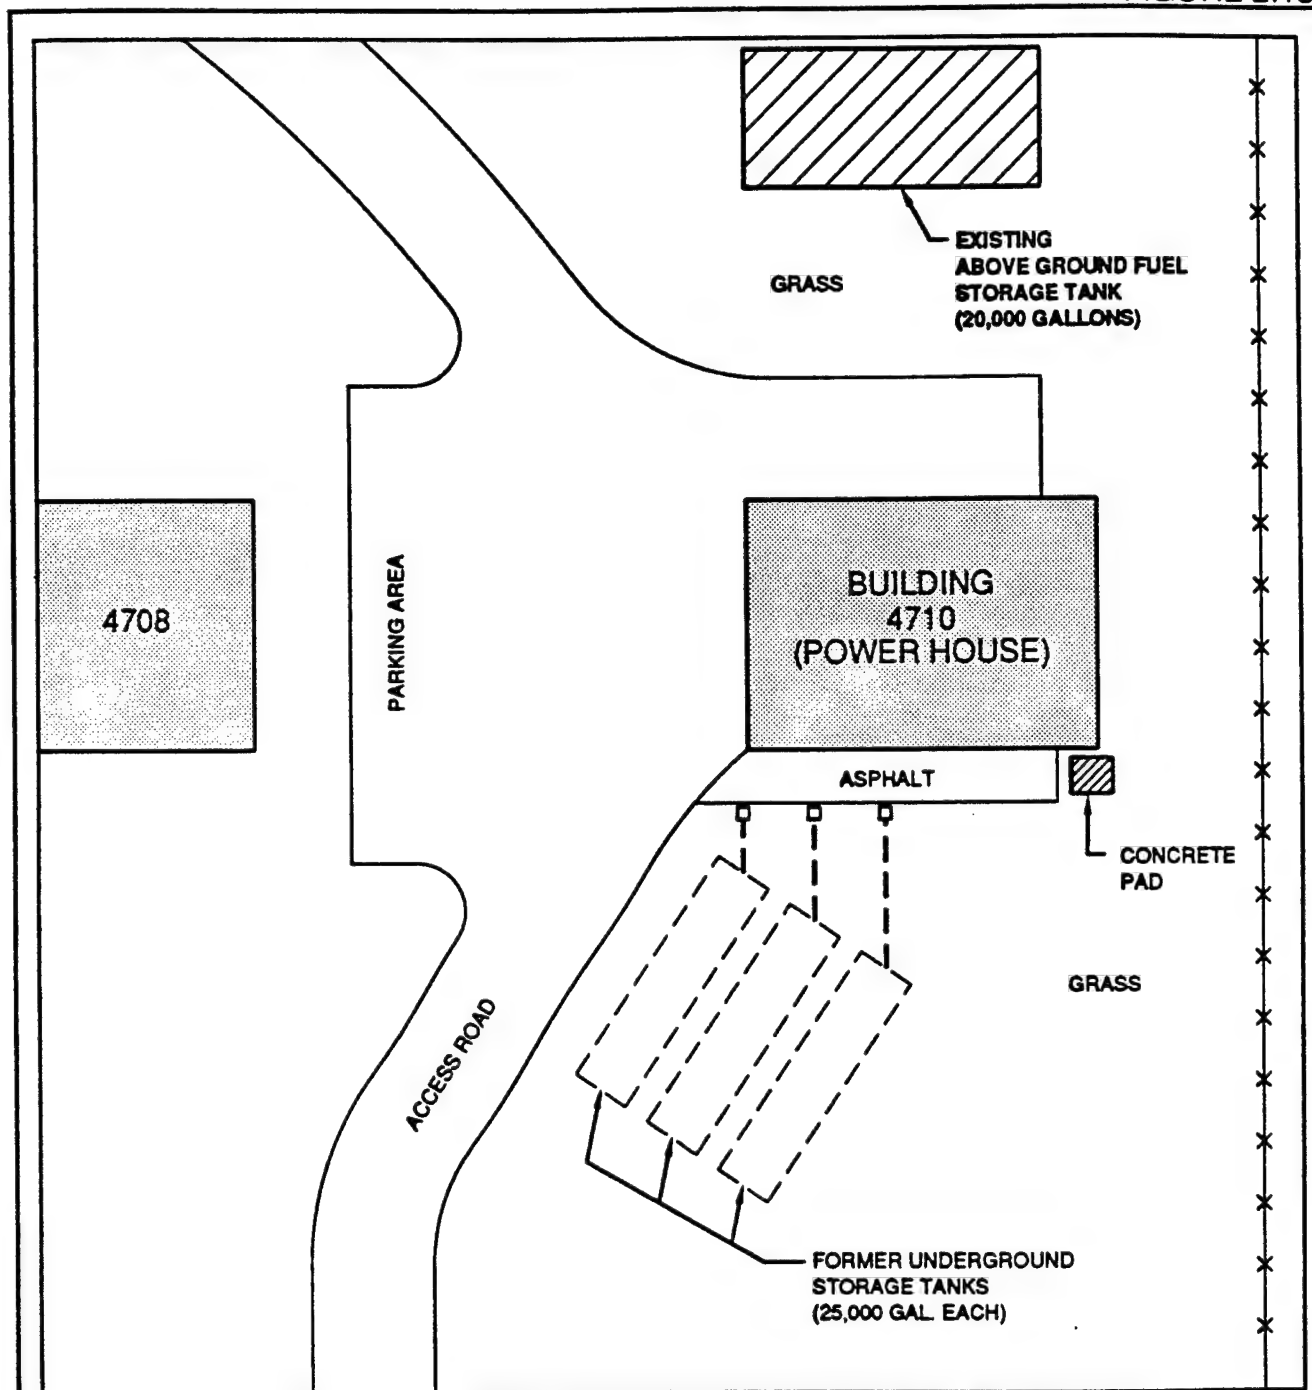 EXISTING
ABOVE GROUND FUEL
STORAGE TANK
(20,000 GALLONS)
GRASS
4708
PARKING AREA
BUILDING
4710
(POWER HOUSE)
ASPHALT
CONCRETE
PAD
GRASS
ACCESS ROAD
FORMER UNDERGROUND
STORAGE TANKS
(25,000 GAL. EACH)